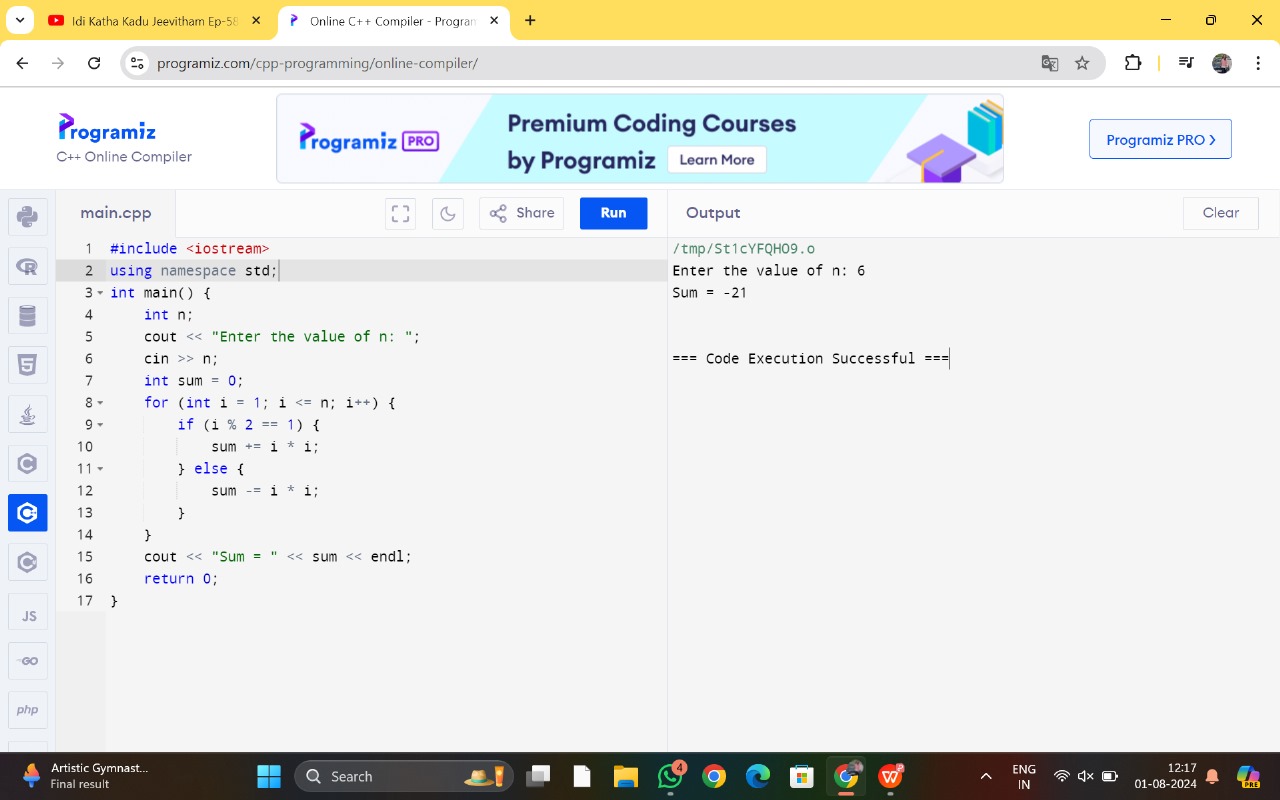 Idi Katha Kadu Jeevitham Ep-58
Online C++ Compiler - Program
programiz.com/cpp-programming/online-compiler/
Programiz
C++ Online Compiler
Programiz PRO
Premium Coding Courses
by Programiz
Learn More
Programiz PRO >
main.cpp
Share
Run
Output
Clear
1 #include <iostream>
2 using namespace std;
3 int main() {
4 int n;
5 cout << "Enter the value of n: ";
6 cin >> n;
7 int sum = 0;
8 for (int i = 1; i <= n; i++) {
9 if (i % 2 == 1) {
10 sum += i * i;
11 } else {
12 sum -= i * i;
13 }
14 }
15 cout << "Sum = " << sum << endl;
16 return 0;
17 }
/tmp/St1cYFQHO9.o
Enter the value of n: 6
Sum = -21
=== Code Execution Successful ===
JS
GO
php
Artistic Gymnast...
Final result
Search
4
ENG
IN
12:17
01-08-2024
PRE